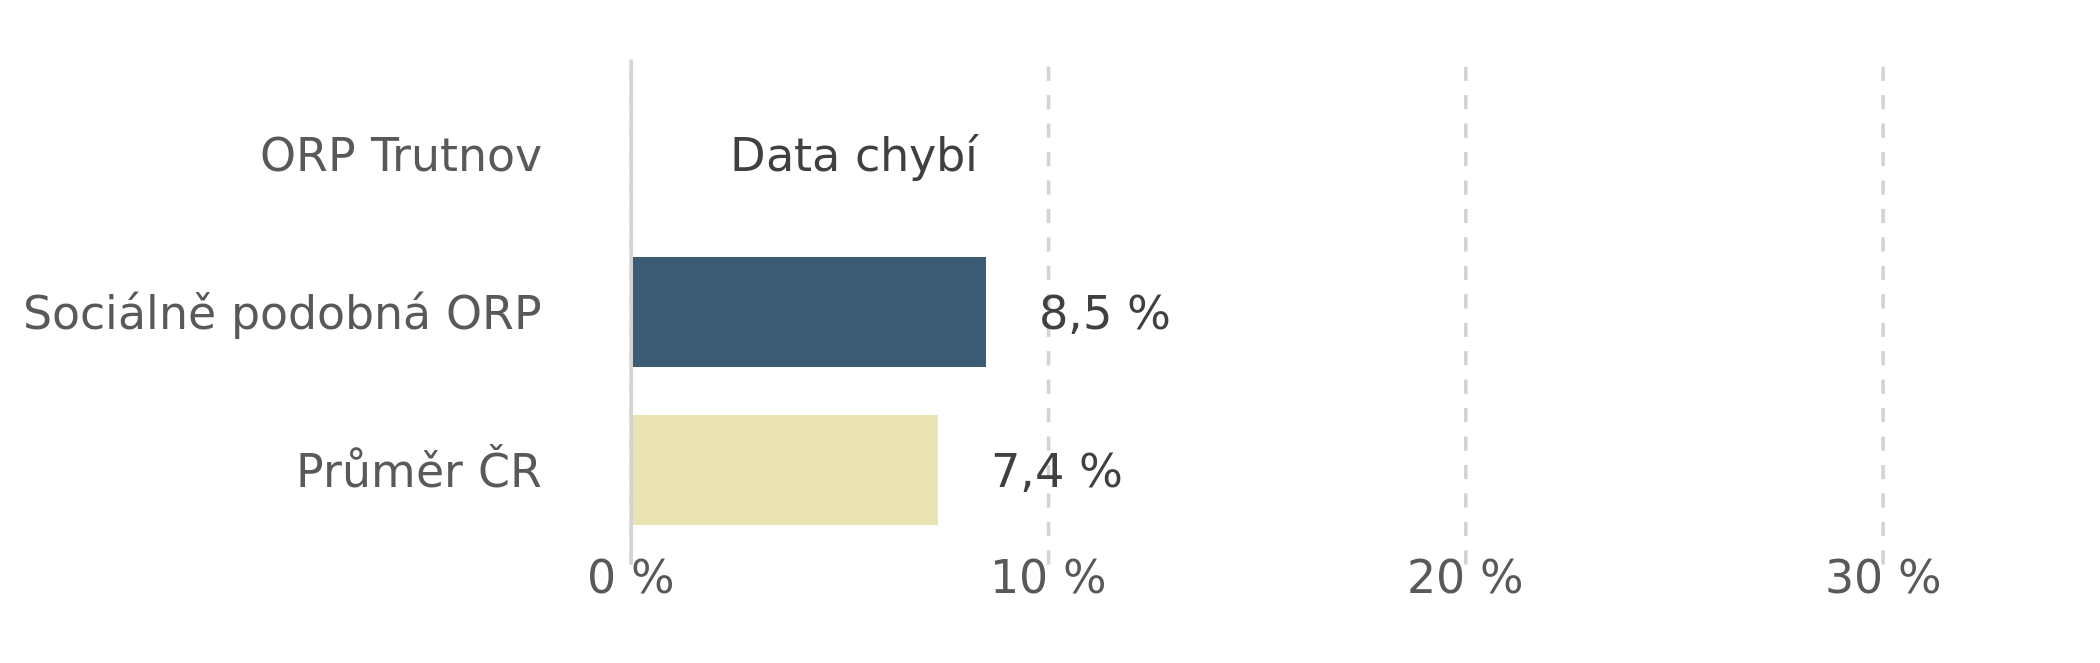 ORP Trutnov
Data chybí
Sociálně podobná ORP
8,5 %
Průměr ČR
7,4 %
0 %
10 %
20 %
30 %